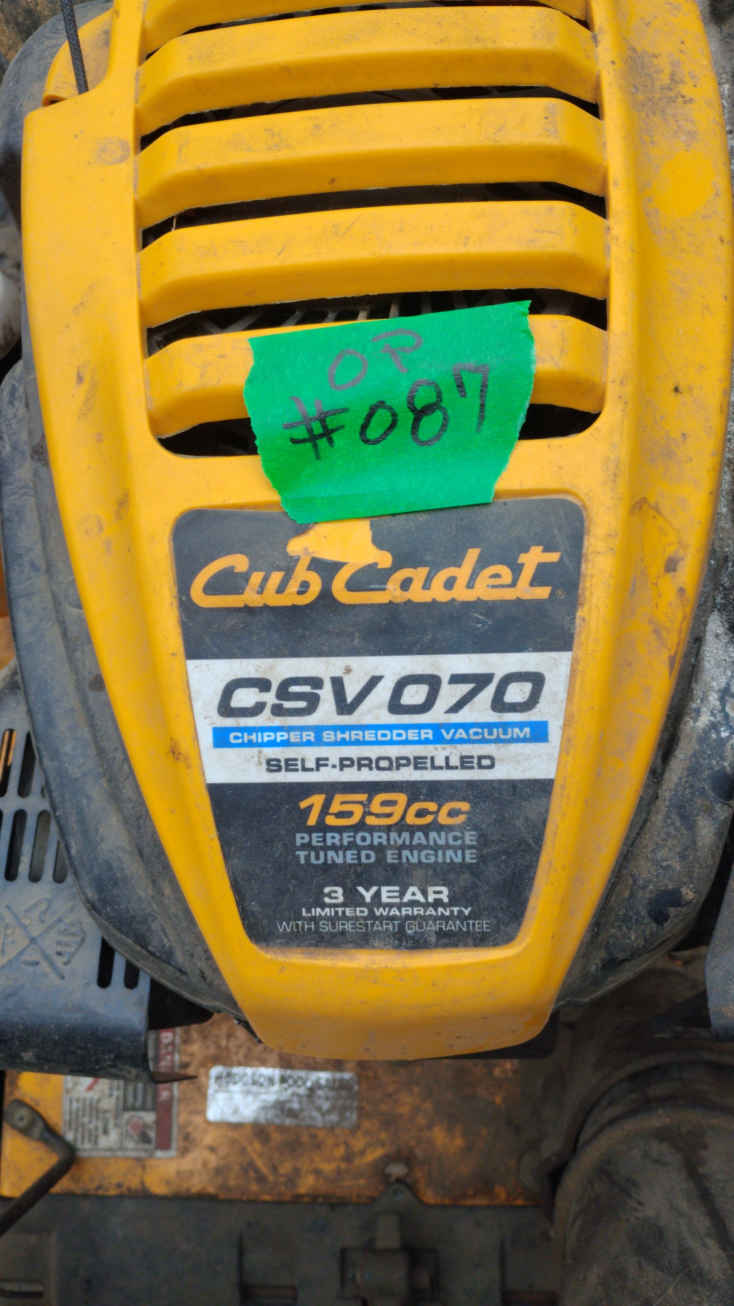 OP
#087
Cub Cadet
CSV070
CHIPPER SHREDDER VACUUM
SELF-PROPELLED
159cc
PERFORMANCE
TUNED ENGINE
3 YEAR
LIMITED WARRANTY
WITH SURESTART GUARANTEE